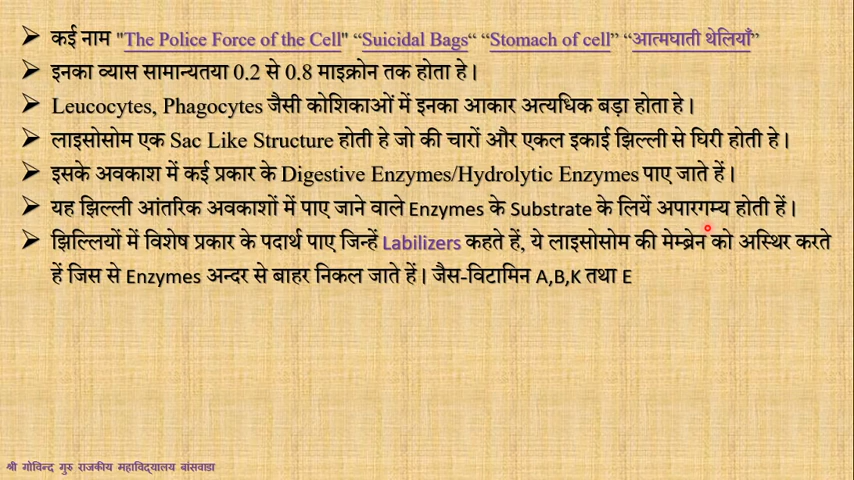 ➢ कई नाम "The Police Force of the Cell" “Suicidal Bags“ “Stomach of cell” “आत्मघाती थेलियाँ”
➢ इनका व्यास सामान्यतया 0.2 से 0.8 माइक्रोन तक होता हे।
➢ Leucocytes, Phagocytes जैसी कोशिकाओं में इनका आकार अत्यधिक बड़ा होता हे।
➢ लाइसोसोम एक Sac Like Structure होती हे जो की चारों और एकल इकाई झिल्ली से घिरी होती हे।
➢ इसके अवकाश में कई प्रकार के Digestive Enzymes/Hydrolytic Enzymes पाए जाते हें।
➢ यह झिल्ली आंतरिक अवकाशों में पाए जाने वाले Enzymes के Substrate के लियें अपारगम्य होती हें।
➢ झिल्लियों में विशेष प्रकार के पदार्थ पाए जिन्हें Labilizers कहते हें, ये लाइसोसोम की मेम्ब्रेन को अस्थिर करते
हें जिस से Enzymes अन्दर से बाहर निकल जाते हें। जैस-विटामिन A,B,K तथा E
श्री गोविन्द गुरु राजकीय महाविद्यालय बांसवाडा